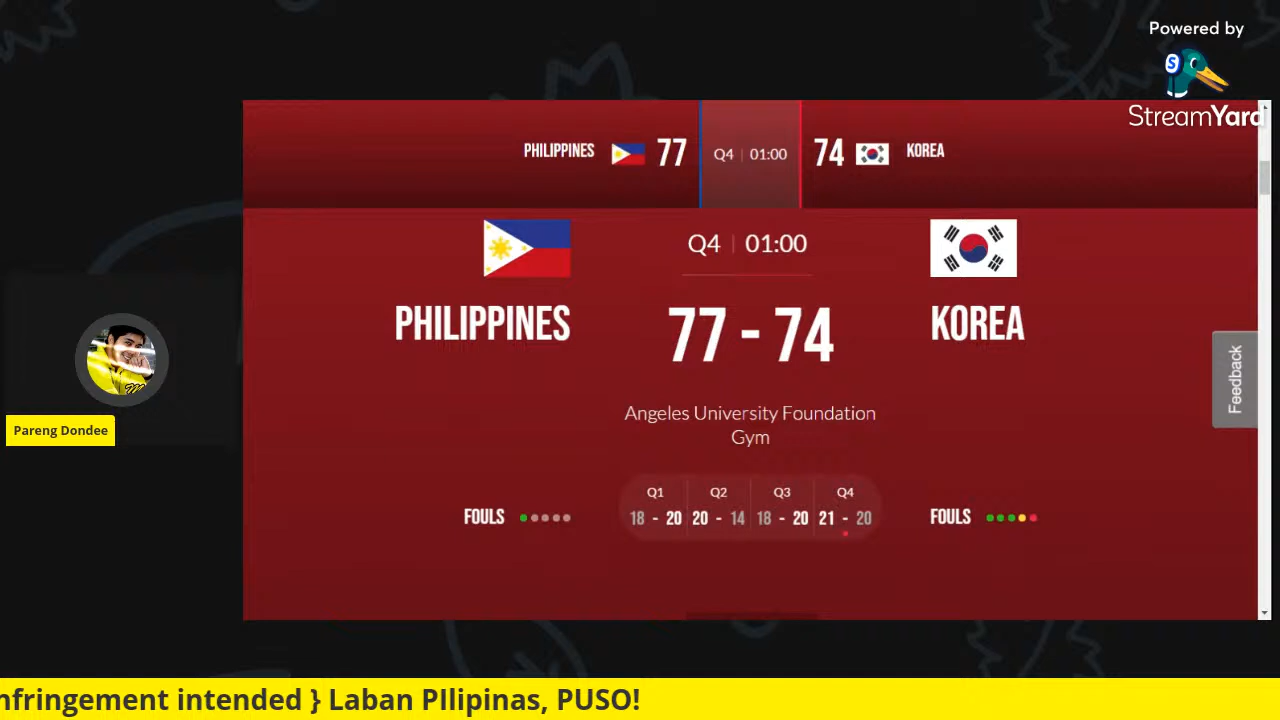 Powered by
StreamYard
PHILIPPINES 77 Q4 | 01:00 74 KOREA
Q4 | 01:00
PHILIPPINES 77 - 74 KOREA
Angeles University Foundation
Gym
Q1 Q2 Q3 Q4
FOULS 18 - 20 20 - 14 18 - 20 21 - 20 FOULS
Feedback
Pareng Dondee
nfringement intended } Laban PIlipinas, PUSO!